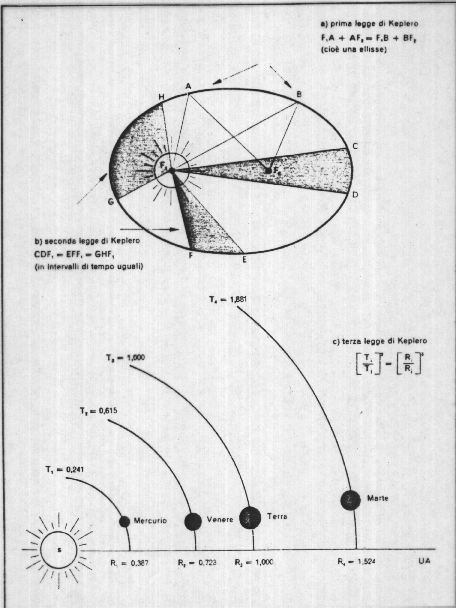 a) prima legge di Keplero
F₁A + AF₂ = F₁B + BF₂
(cioè una ellisse)
H
A
B
C
F₁
F₂
D
G
F
E
b) seconda legge di Keplero
CDF₁ = EFF₁ = GHF₁
(in intervalli di tempo uguali)
T₄ = 1,881
c) terza legge di Keplero
T₃ = 1,000
T₂ = 0,615
T₁ = 0,241
Marte
Mercurio
Venere
Terra
s
R₁ = 0,387
R₂ = 0,723
R₃ = 1,000
R₄ = 1,524
UA